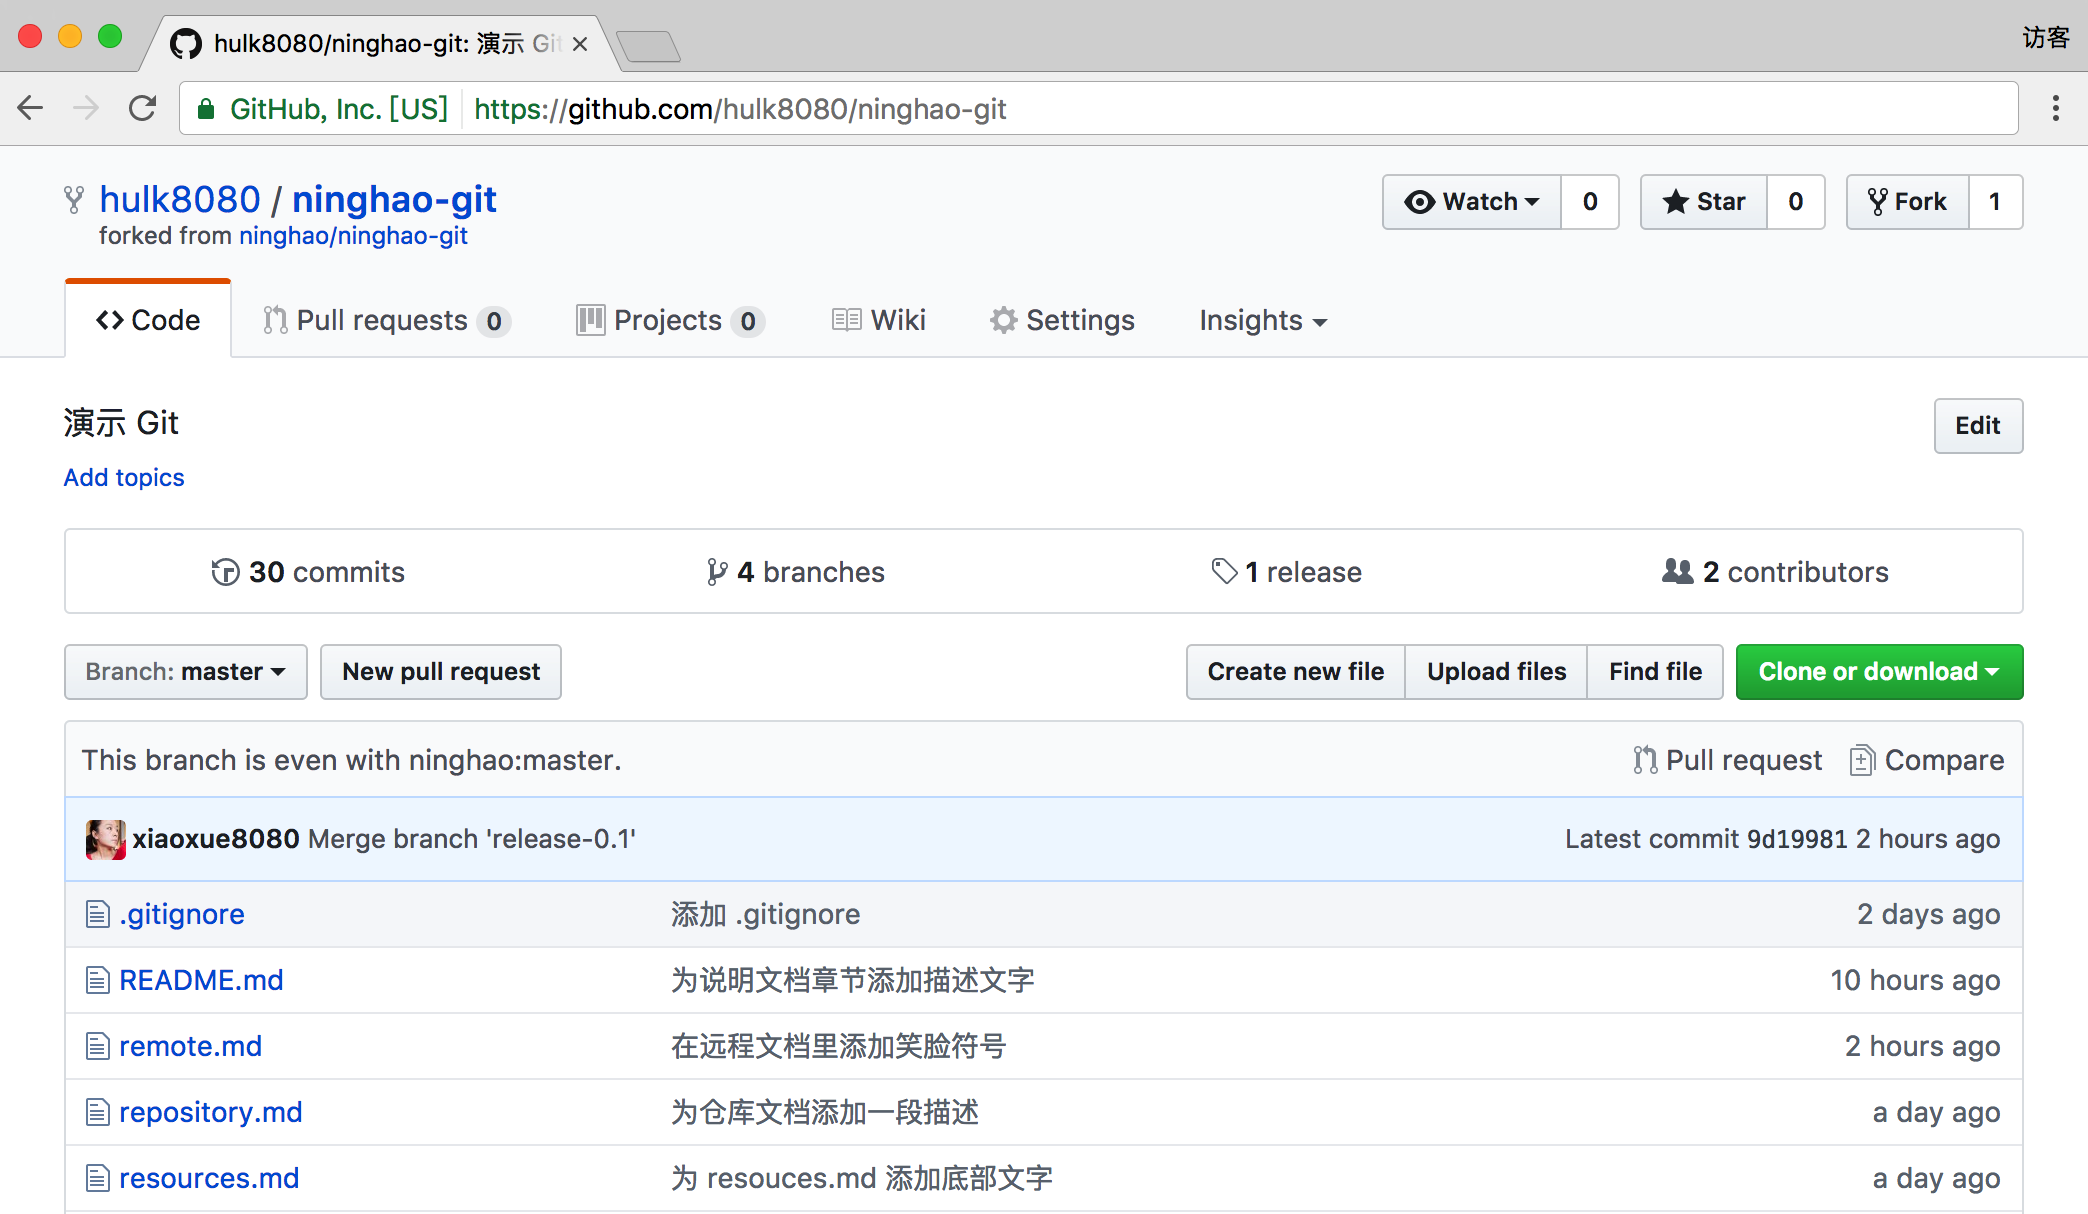 hulk8080/ninghao-git: 演示 Git
访客
GitHub, Inc. [US] https://github.com/hulk8080/ninghao-git
hulk8080 / ninghao-git
forked from ninghao/ninghao-git
Watch 0 Star 0 Fork 1
Code Pull requests 0 Projects 0 Wiki Settings Insights
演示 Git
Edit
Add topics
30 commits 4 branches 1 release 2 contributors
Branch: master New pull request Create new file Upload files Find file Clone or download
This branch is even with ninghao:master. Pull request Compare
xiaoxue8080 Merge branch 'release-0.1' Latest commit 9d19981 2 hours ago
.gitignore 添加 .gitignore 2 days ago
README.md 为说明文档章节添加描述文字 10 hours ago
remote.md 在远程文档里添加笑脸符号 2 hours ago
repository.md 为仓库文档添加一段描述 a day ago
resources.md 为 resouces.md 添加底部文字 a day ago